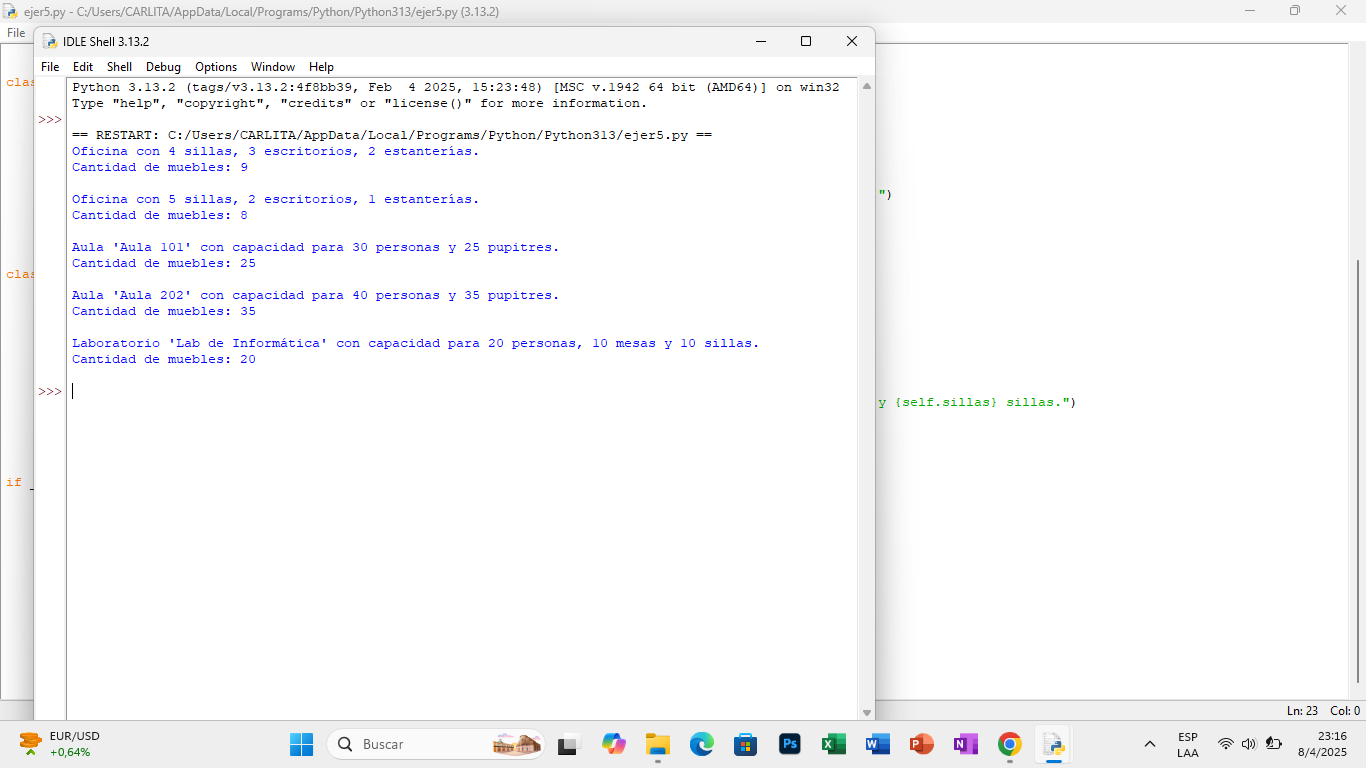 ejer5.py - C:/Users/CARLITA/AppData/Local/Programs/Python/Python313/ejer5.py (3.13.2)
File
IDLE Shell 3.13.2
File Edit Shell Debug Options Window Help
Python 3.13.2 (tags/v3.13.2:4f8bb39, Feb  4 2025, 15:23:48) [MSC v.1942 64 bit (AMD64)] on win32
Type "help", "copyright", "credits" or "license()" for more information.
>>>
== RESTART: C:/Users/CARLITA/AppData/Local/Programs/Python/Python313/ejer5.py ==
Oficina con 4 sillas, 3 escritorios, 2 estanterías.
Cantidad de muebles: 9
Oficina con 5 sillas, 2 escritorios, 1 estanterías.
Cantidad de muebles: 8
Aula 'Aula 101' con capacidad para 30 personas y 25 pupitres.
Cantidad de muebles: 25
Aula 'Aula 202' con capacidad para 40 personas y 35 pupitres.
Cantidad de muebles: 35
Laboratorio 'Lab de Informática' con capacidad para 20 personas, 10 mesas y 10 sillas.
Cantidad de muebles: 20
>>>
clas
")
clas
y {self.sillas} sillas.")
if _
Ln: 23 Col: 0
EUR/USD
+0,64%
Buscar
ESP
LAA
23:16
8/4/2025